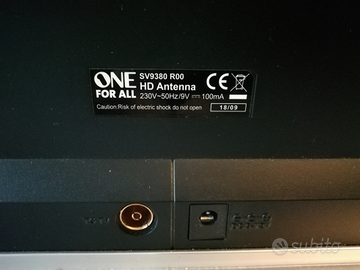 ONE
FOR ALL
SV9380 R00
HD Antenna
230V~50Hz/9V ⎓ 100mA
CE
Caution:Risk of electric shock do not open
18/09
subito